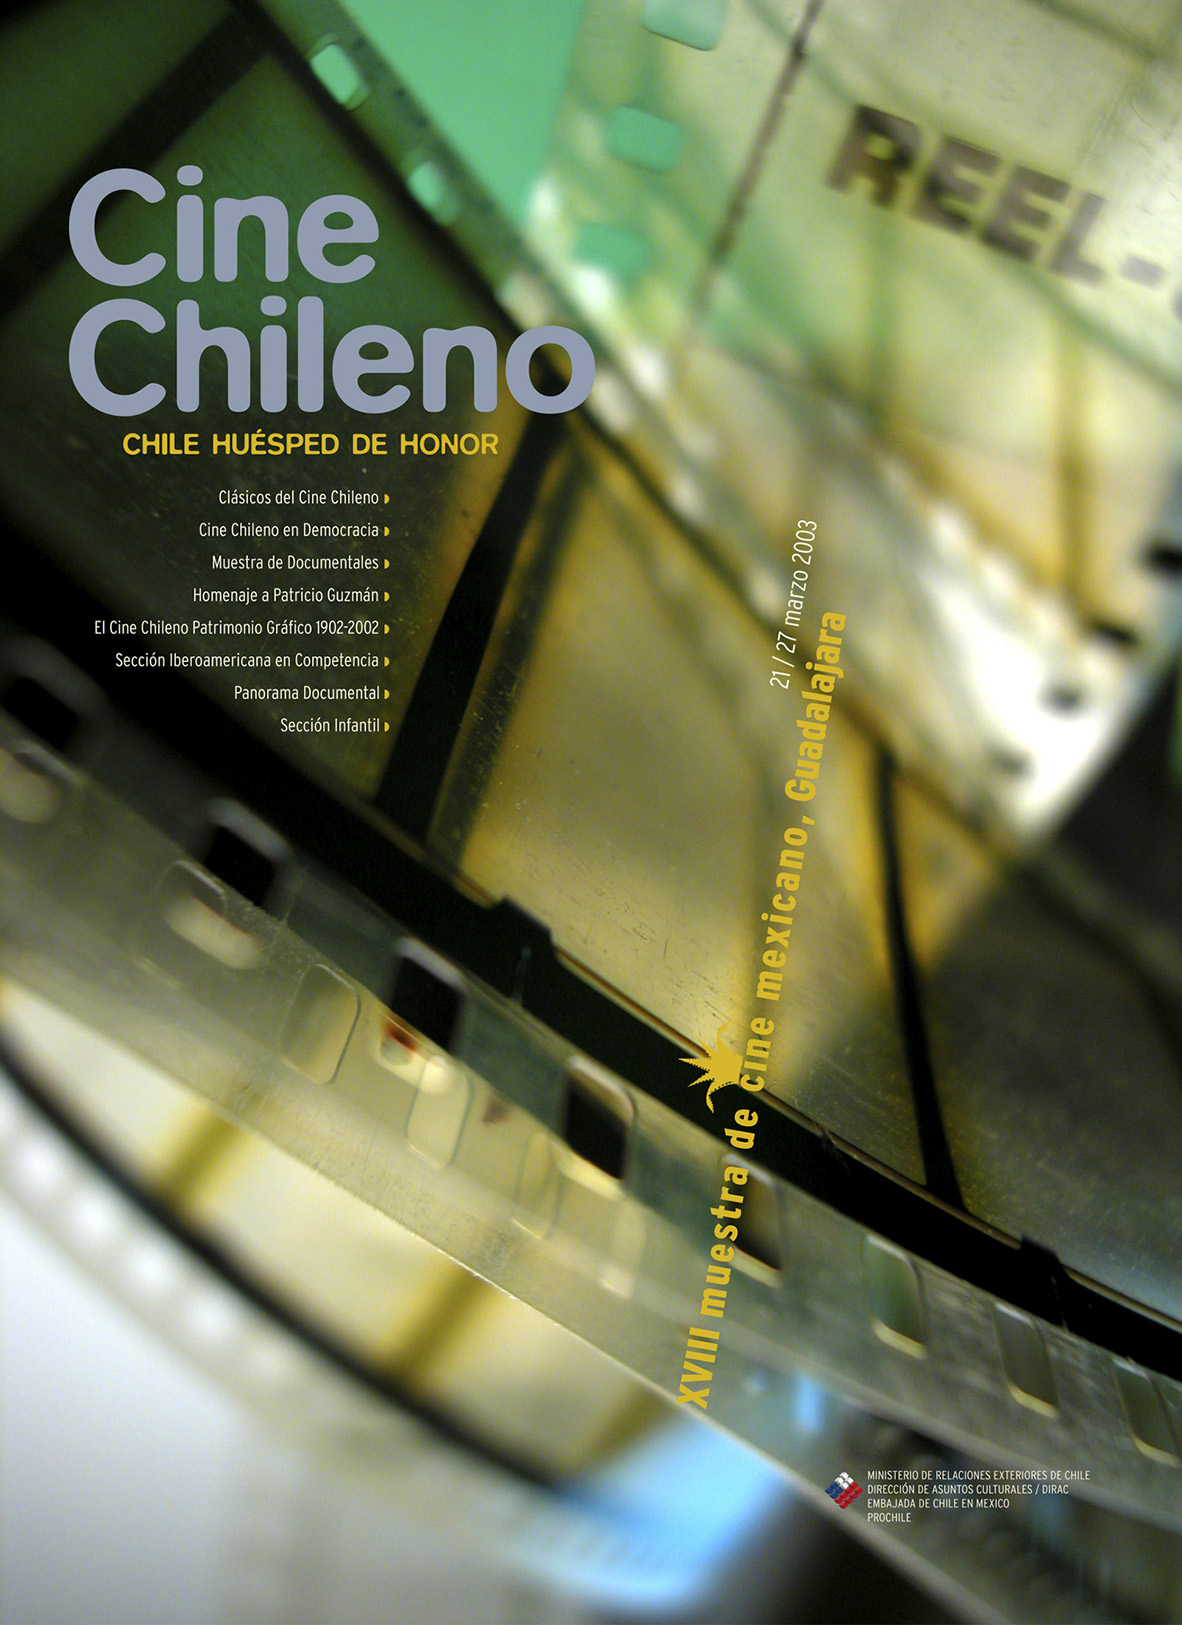 REEL-
Cine
Chileno
CHILE HUÉSPED DE HONOR
Clásicos del Cine Chileno
Cine Chileno en Democracia
Muestra de Documentales
Homenaje a Patricio Guzmán
El Cine Chileno Patrimonio Gráfico 1902-2002
Sección Iberoamericana en Competencia
Panorama Documental
Sección Infantil
21 / 27 marzo 2003
XVIII muestra de cine mexicano, Guadalajara
MINISTERIO DE RELACIONES EXTERIORES DE CHILE
DIRECCIÓN DE ASUNTOS CULTURALES / DIRAC
EMBAJADA DE CHILE EN MEXICO
PROCHILE